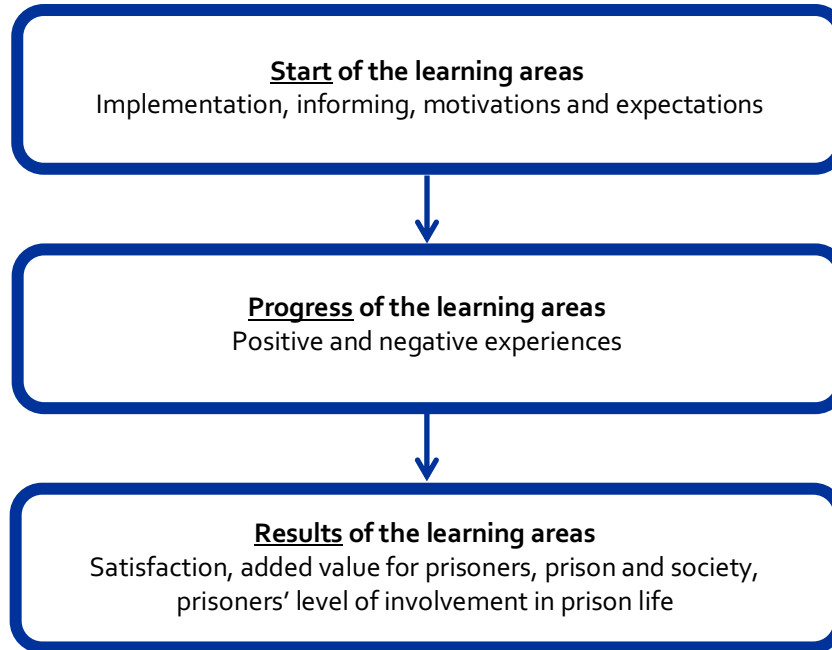 Start of the learning areas
Implementation, informing, motivations and expectations
Progress of the learning areas
Positive and negative experiences
Results of the learning areas
Satisfaction, added value for prisoners, prison and society,
prisoners’ level of involvement in prison life